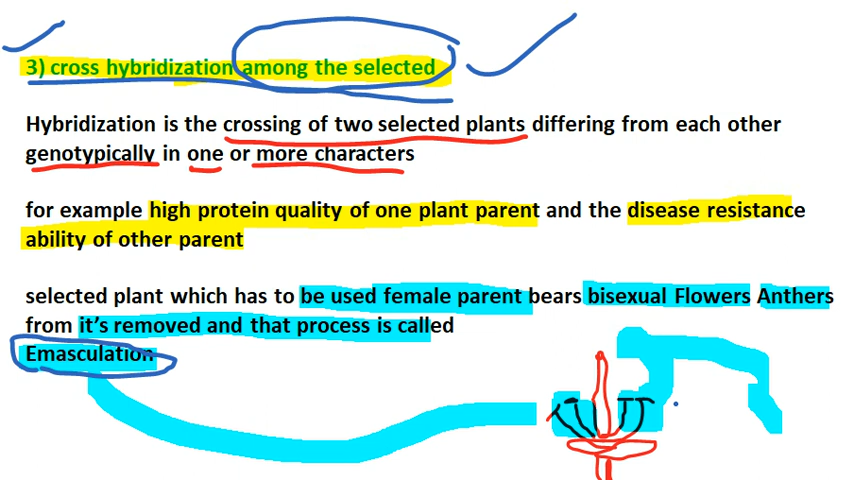 3) cross hybridization among the selected
Hybridization is the crossing of two selected plants differing from each other
genotypically in one or more characters
for example high protein quality of one plant parent and the disease resistance
ability of other parent
selected plant which has to be used female parent bears bisexual Flowers Anthers
from it's removed and that process is called
Emasculation